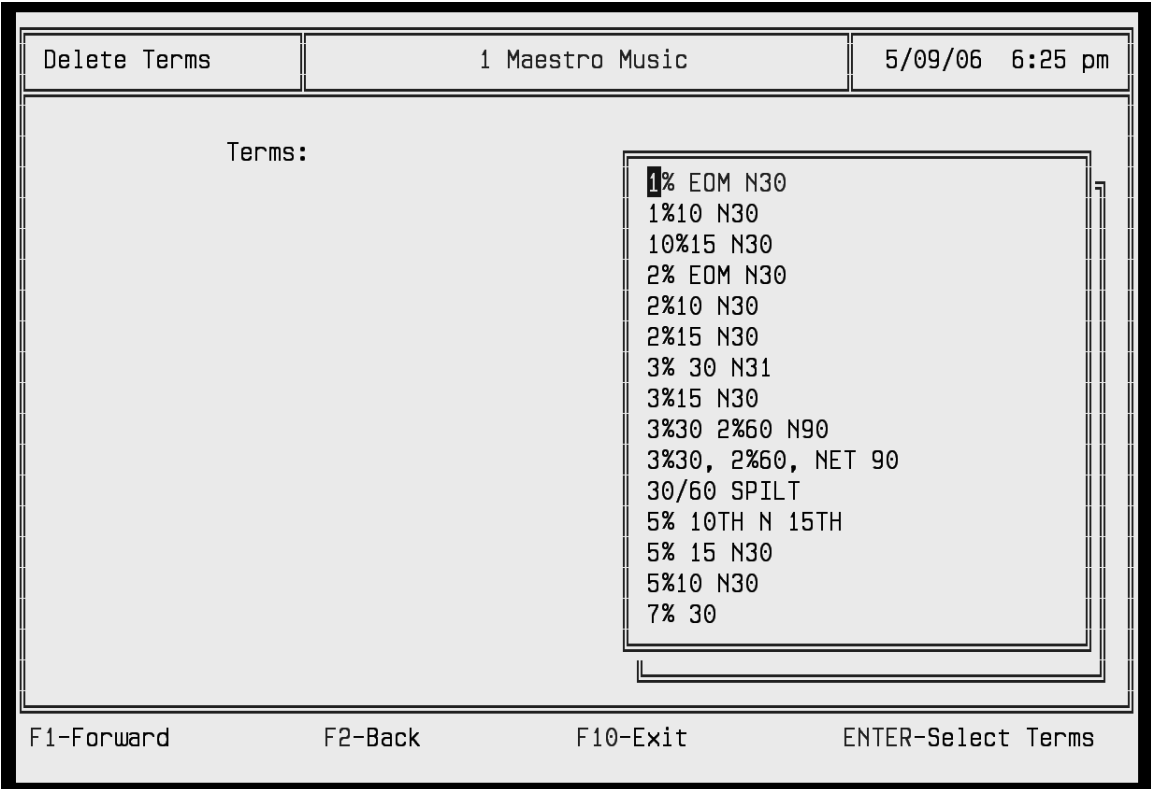 Delete Terms 1 Maestro Music 5/09/06 6:25 pm
Terms:
1% EOM N30
1%10 N30
10%15 N30
2% EOM N30
2%10 N30
2%15 N30
3% 30 N31
3%15 N30
3%30 2%60 N90
3%30, 2%60, NET 90
30/60 SPILT
5% 10TH N 15TH
5% 15 N30
5%10 N30
7% 30
F1-Forward F2-Back F10-Exit ENTER-Select Terms